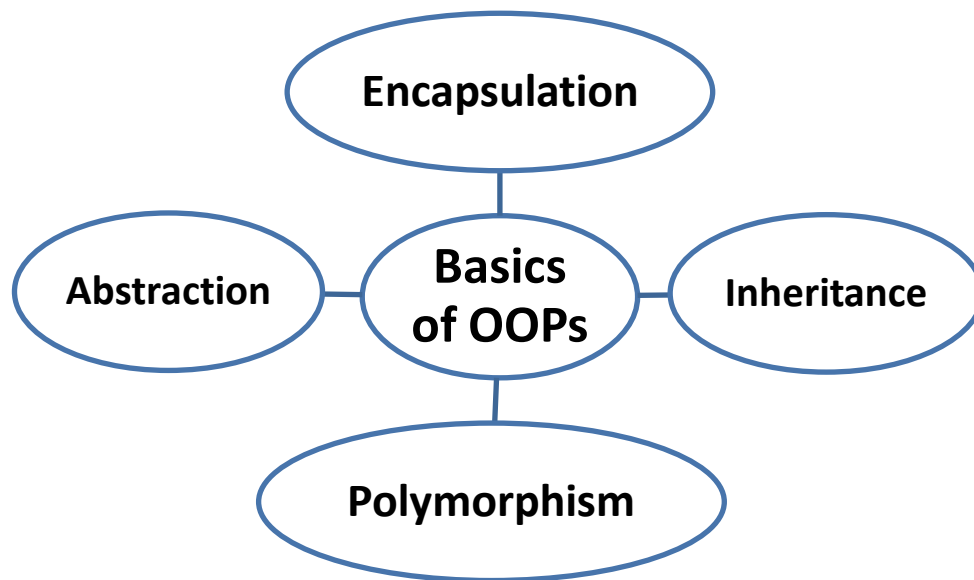 Encapsulation
Abstraction
Basics
of OOPs
Inheritance
Polymorphism